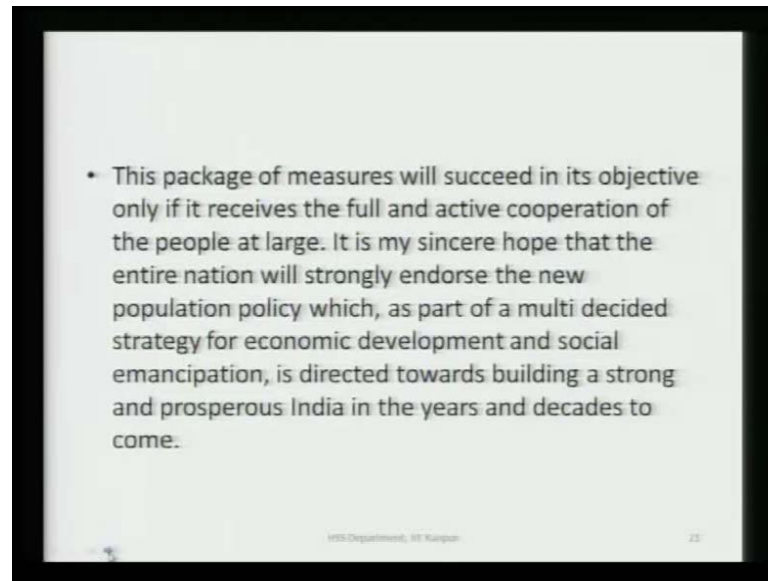 • This package of measures will succeed in its objective
only if it receives the full and active cooperation of
the people at large. It is my sincere hope that the
entire nation will strongly endorse the new
population policy which, as part of a multi decided
strategy for economic development and social
emancipation, is directed towards building a strong
and prosperous India in the years and decades to
come.
HSS Department, IIT Kanpur